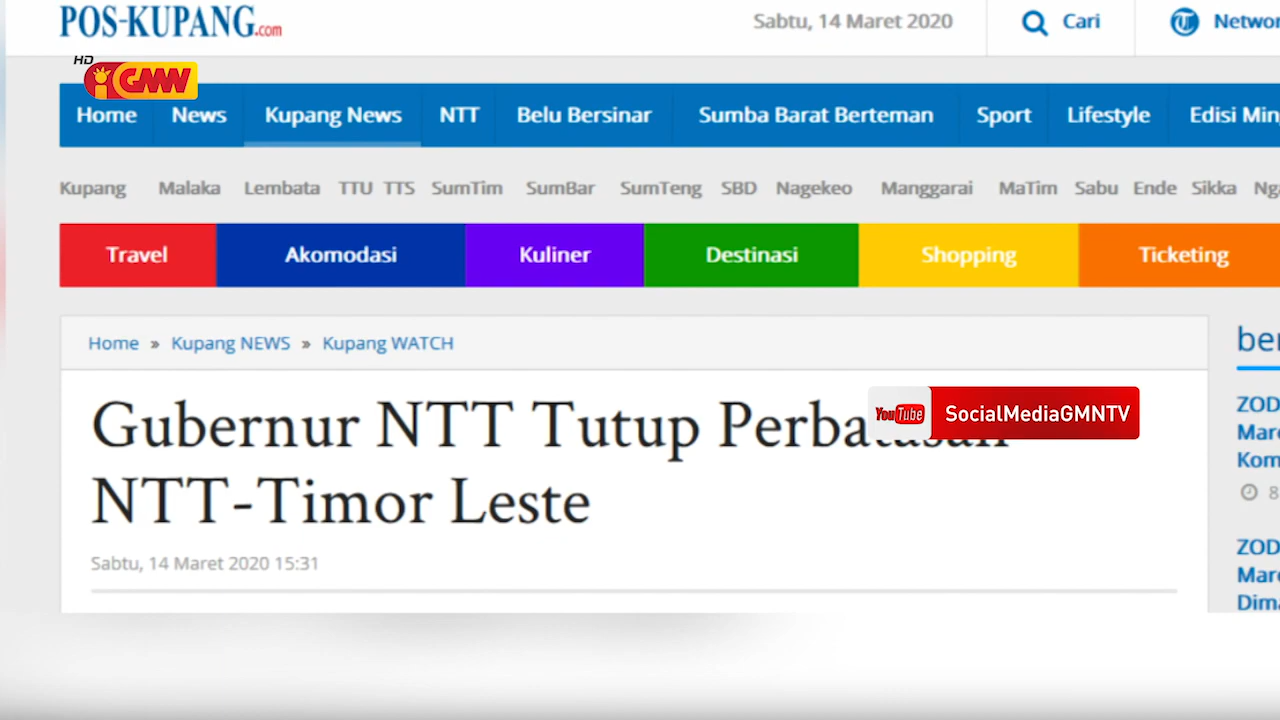 POS-KUPANG.com
Sabtu, 14 Maret 2020
Cari
HD
GMN
Home News Kupang News NTT Belu Bersinar Sumba Barat Berteman Sport Lifestyle Edisi
Kupang Malaka Lembata TTU TTS SumTim SumBar SumTeng SBD Nagekeo Manggarai MaTim Sabu Ende Sikka
Travel Akomodasi Kuliner Destinasi Shopping Ticketing
Home » Kupang NEWS » Kupang WATCH
Gubernur NTT Tutup Perbatasan
NTT-Timor Leste
YouTube SocialMediaGMNTV
Sabtu, 14 Maret 2020 15:31
ZOD
8
ZOD